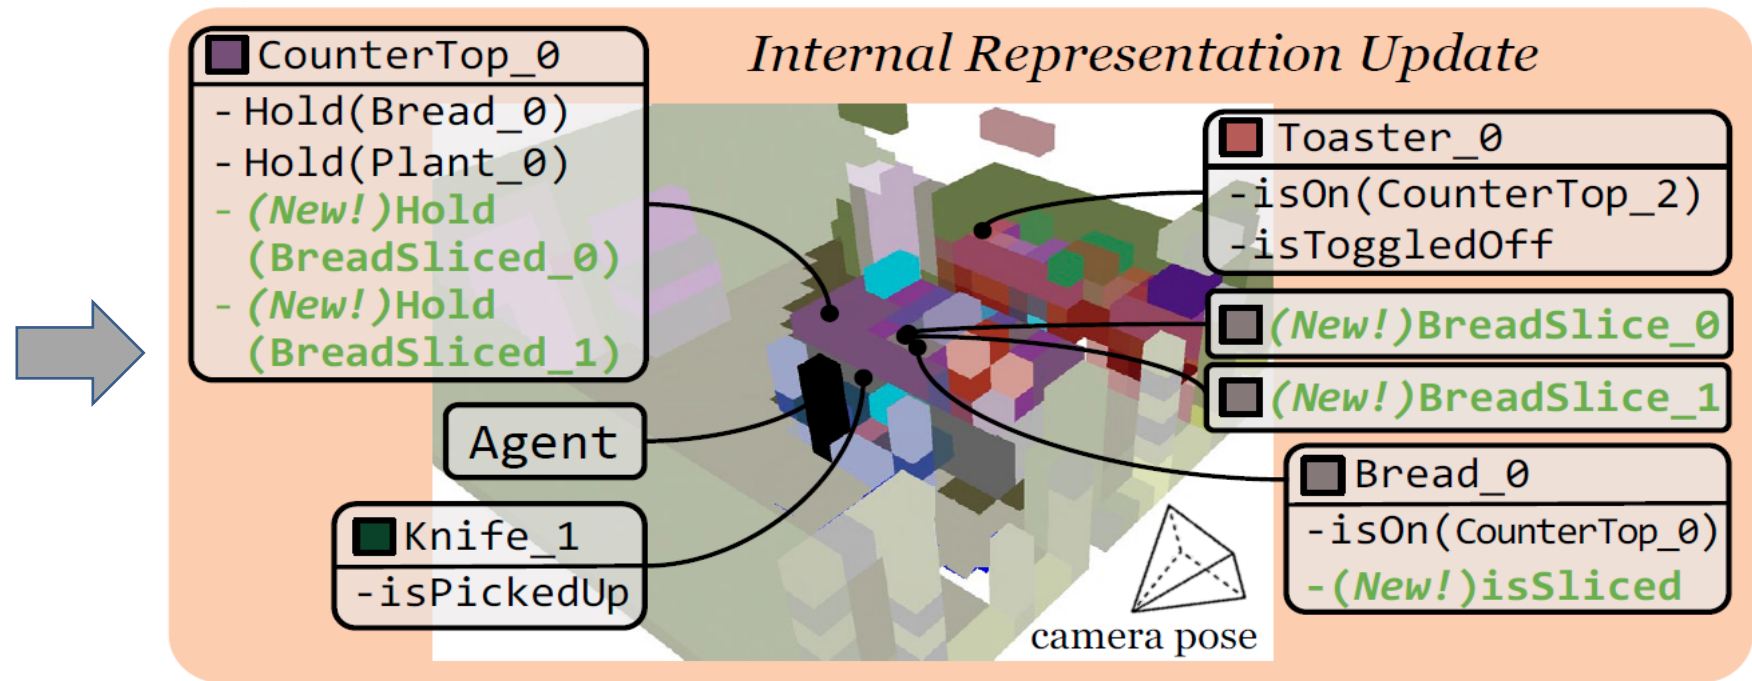 Internal Representation Update
CounterTop_0
- Hold(Bread_0)
- Hold(Plant_0)
- (New!)Hold
(BreadSliced_0)
- (New!)Hold
(BreadSliced_1)
Agent
Knife_1
-isPickedUp
Toaster_0
-isOn(CounterTop_2)
-isToggledOff
(New!)BreadSlice_0
(New!)BreadSlice_1
Bread_0
-isOn(CounterTop_0)
-(New!)isSliced
camera pose